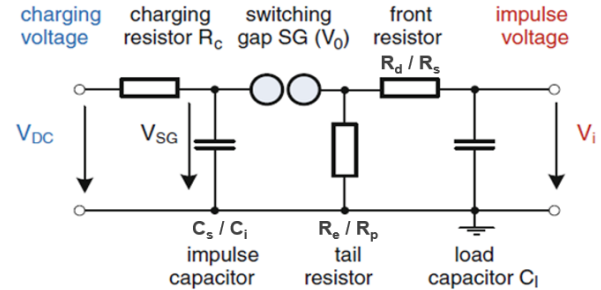 charging voltage
charging resistor Rc
switching gap SG (V0)
front resistor
impulse voltage
Rd / Rs
VDC
VSG
Vi
Cs / Ci
impulse capacitor
Re / Rp
tail resistor
load capacitor Cl